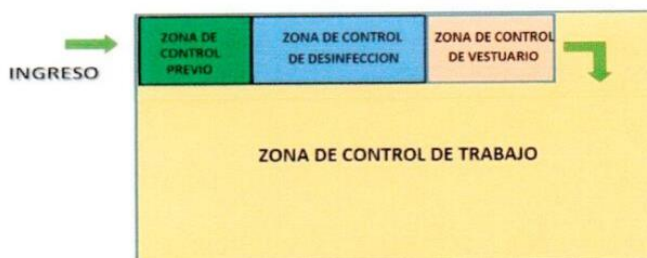 INGRESO
ZONA DE
CONTROL
PREVIO
ZONA DE CONTROL
DE DESINFECCION
ZONA DE CONTROL
DE VESTUARIO
ZONA DE CONTROL DE TRABAJO